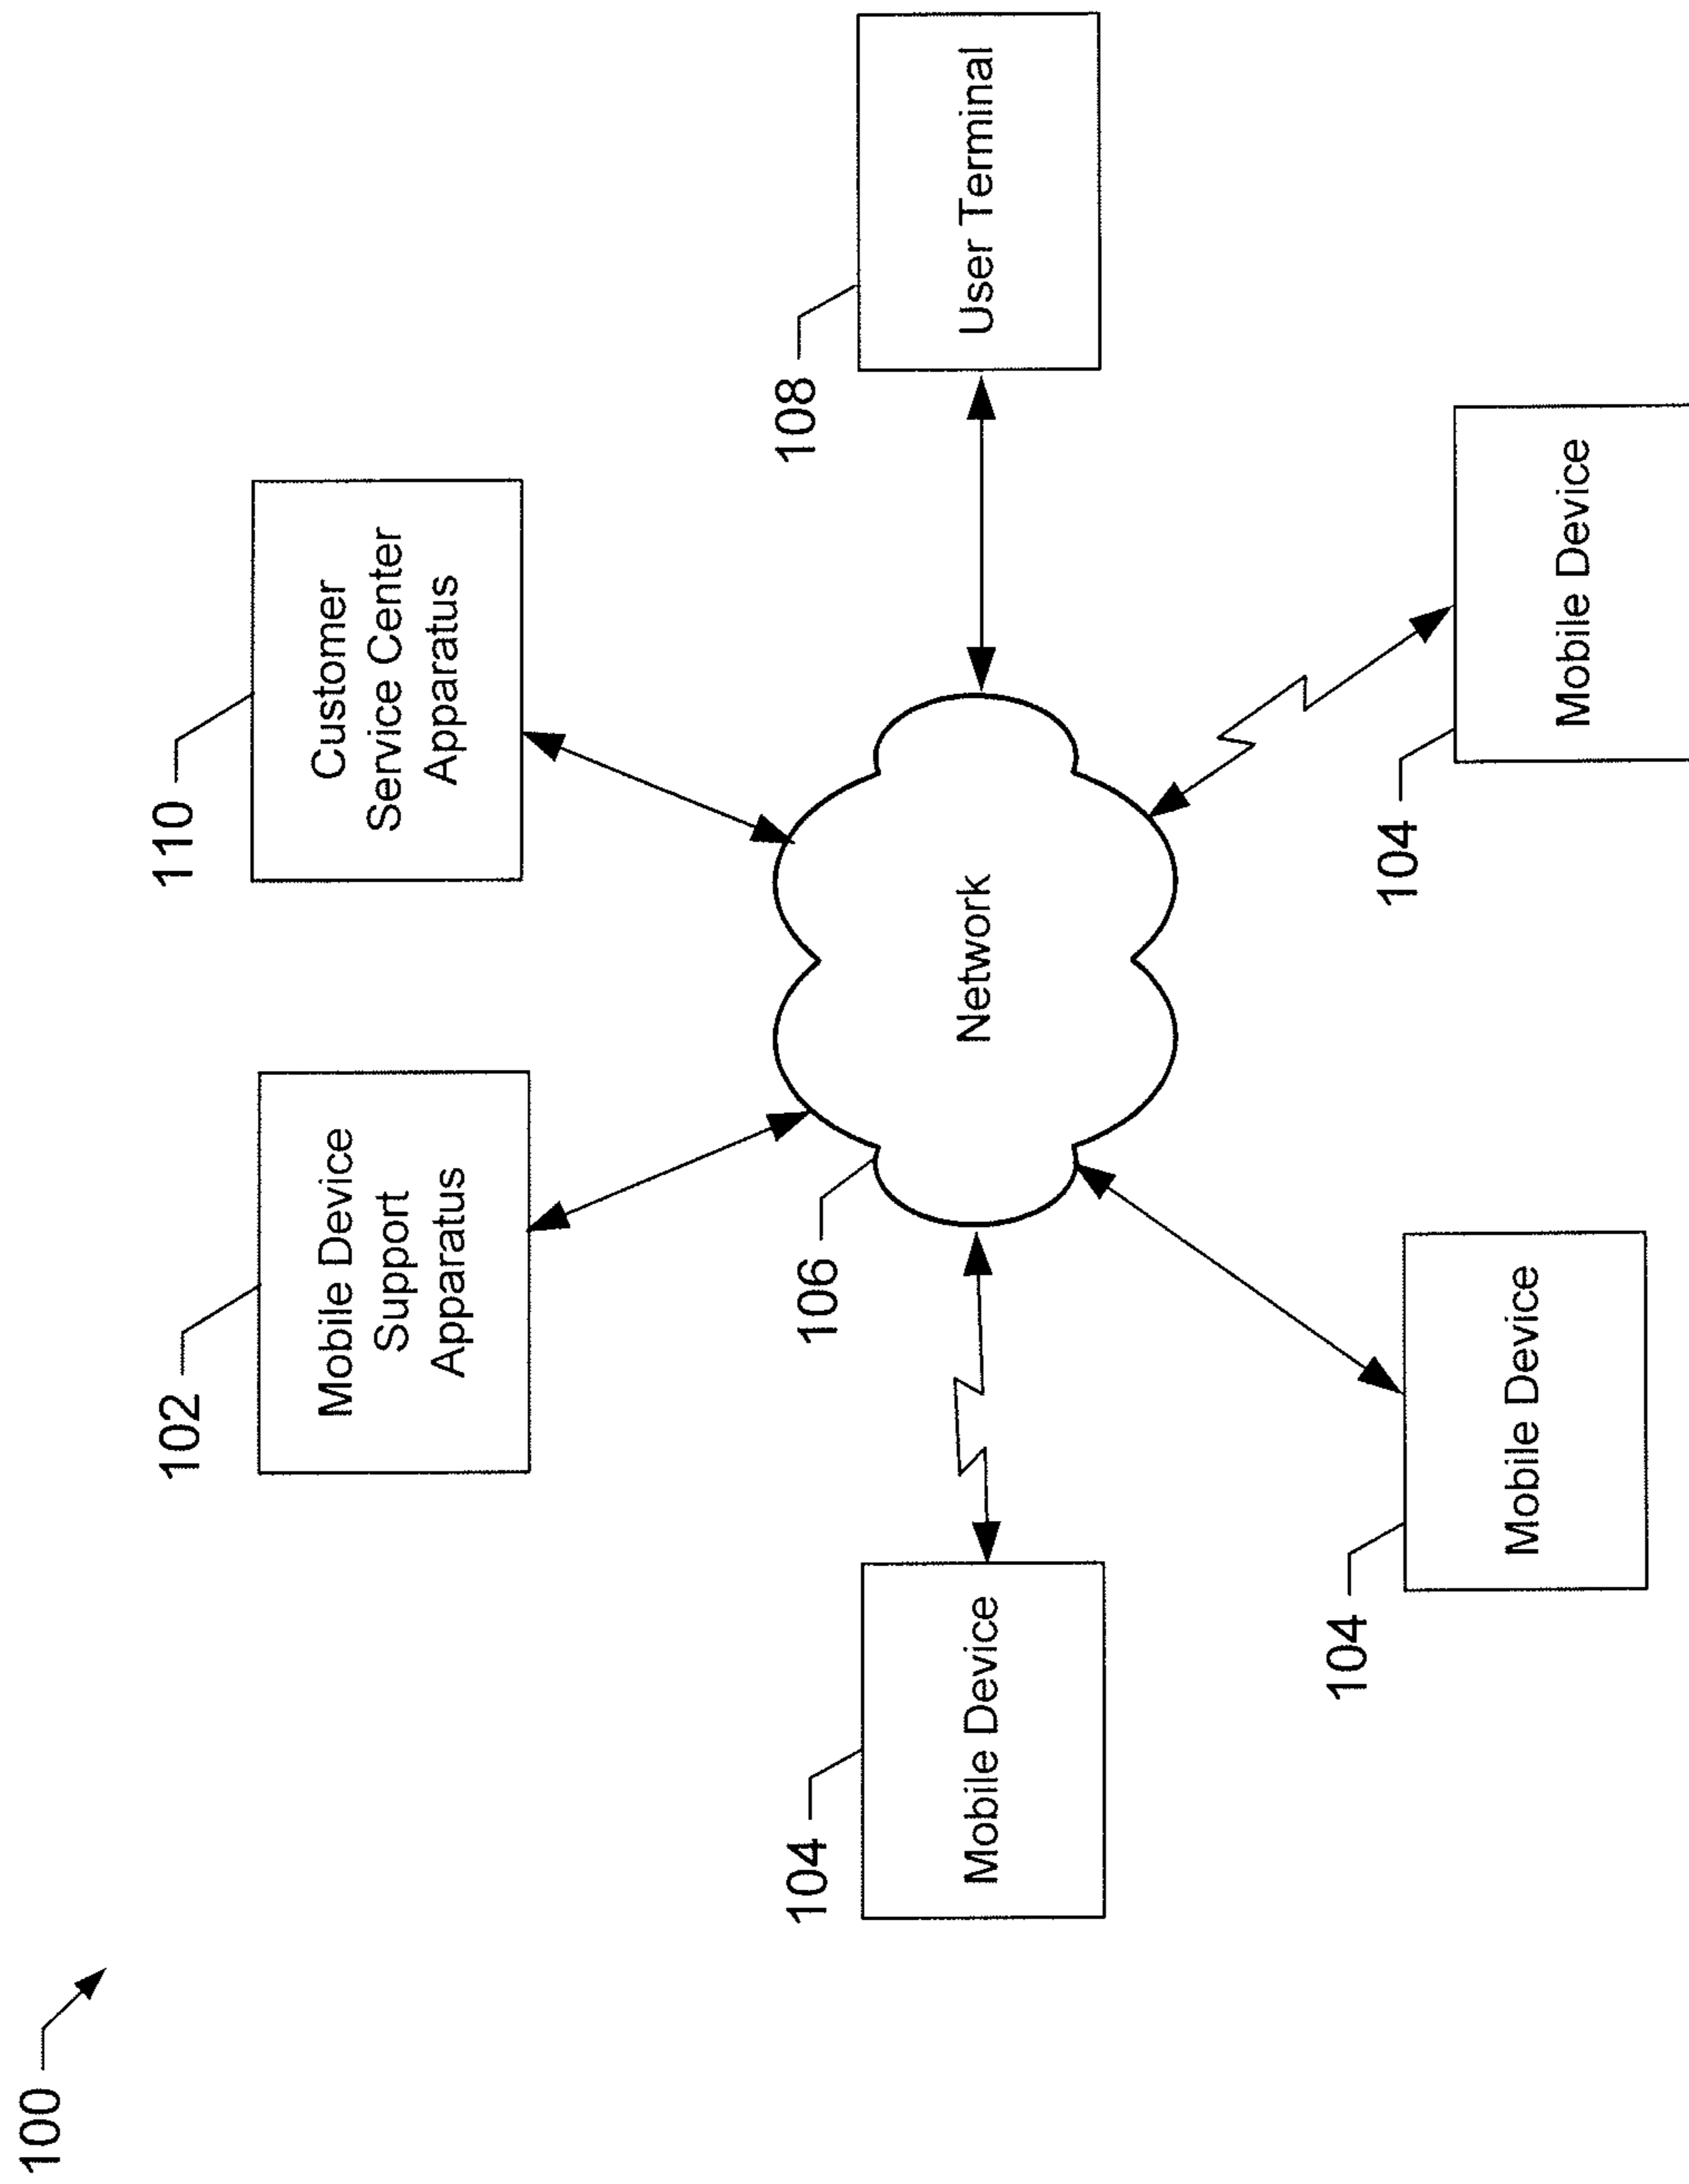 100
102
Mobile Device
Support
Apparatus
110
Customer
Service Center
Apparatus
104
Mobile Device
106
Network
108
User Terminal
104
Mobile Device
104
Mobile Device